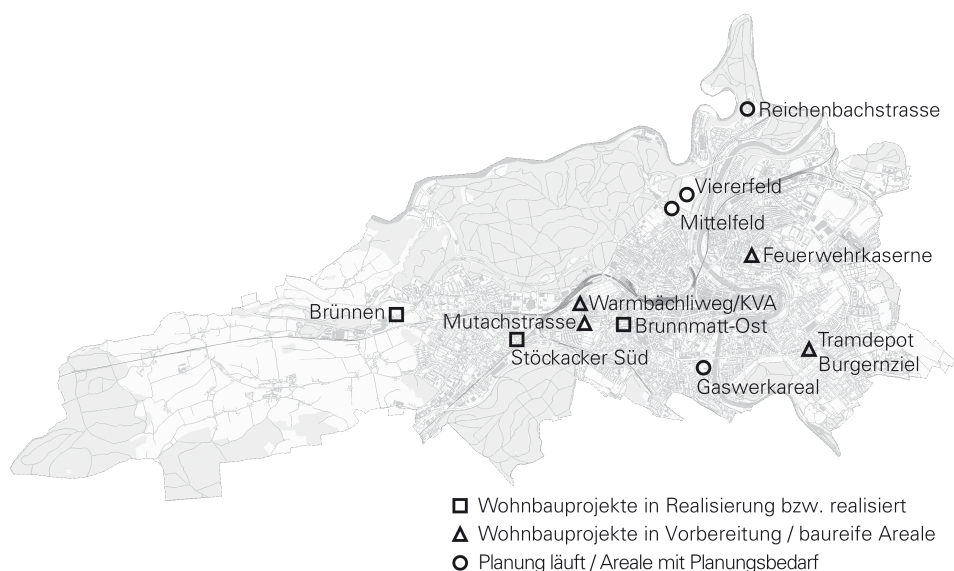 Reichenbachstrasse
Viererfeld
Mittelfeld
Feuerwehrkaserne
Warmbächliweg/KVA
Brünnen
Mutachstrasse
Brunnmatt-Ost
Stöckacker Süd
Tramdepot
Burgernziel
Gaswerkareal
Wohnbauprojekte in Realisierung bzw. realisiert
Wohnbauprojekte in Vorbereitung / baureife Areale
Planung läuft / Areale mit Planungsbedarf